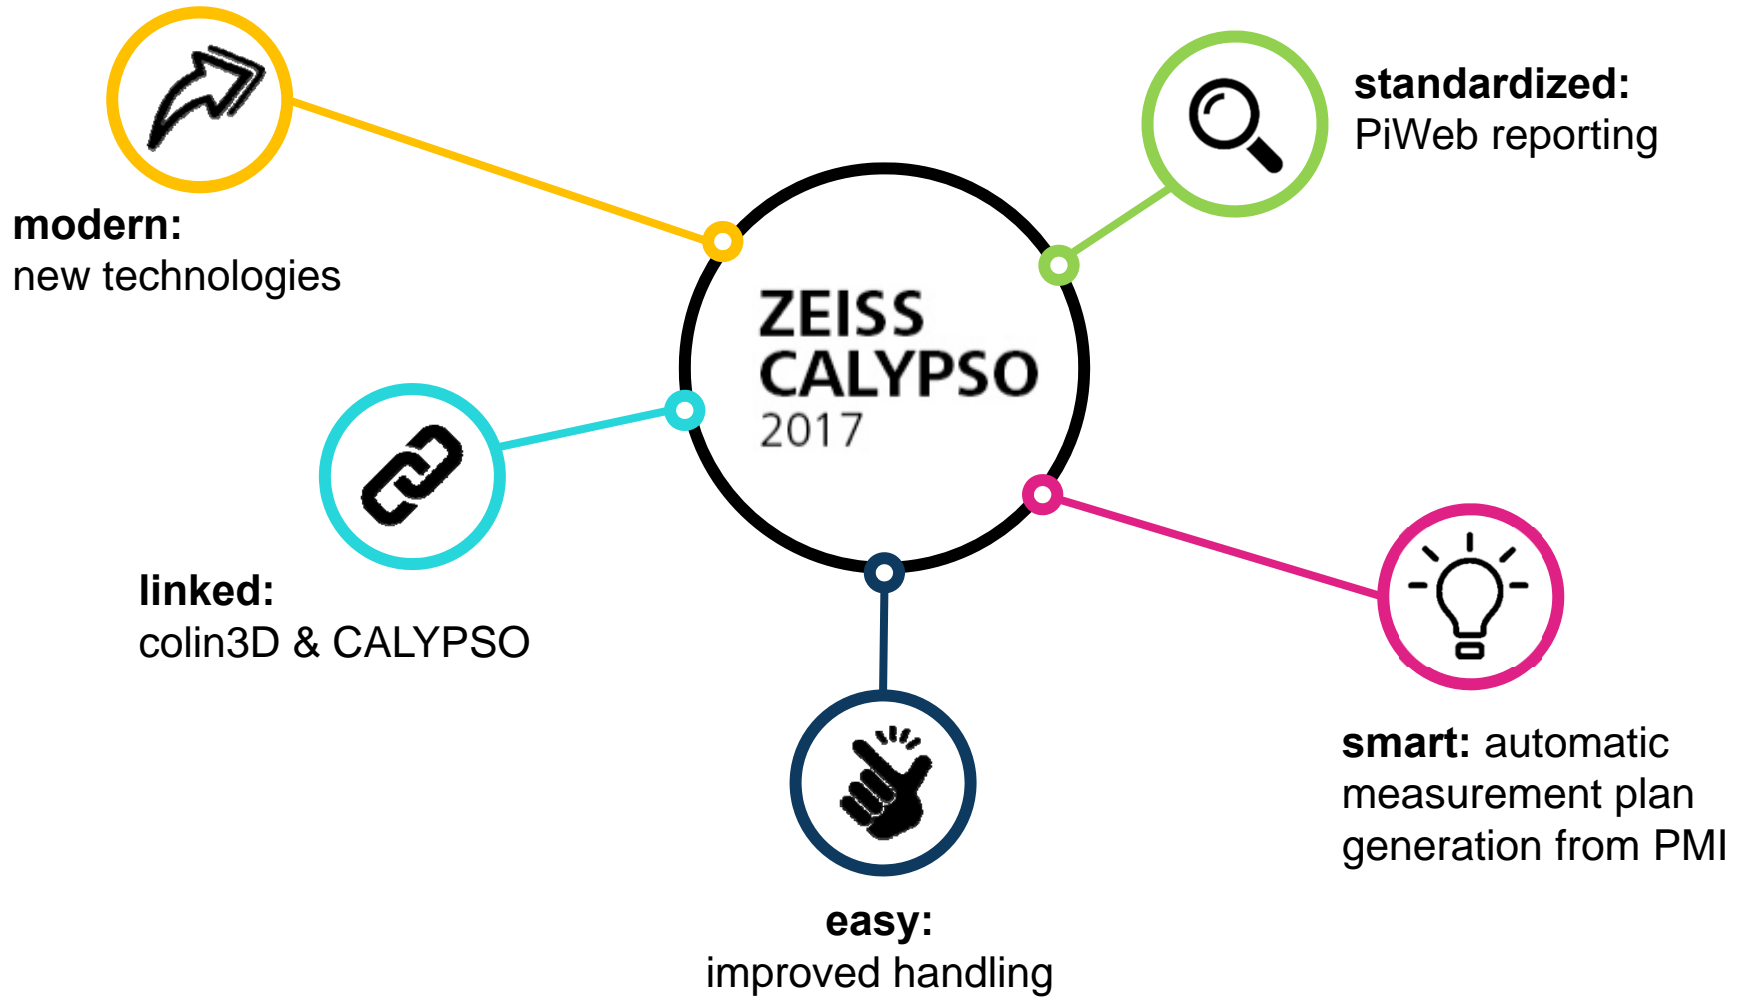 modern:
new technologies
standardized:
PiWeb reporting
ZEISS
CALYPSO
2017
linked:
colin3D & CALYPSO
smart: automatic
measurement plan
generation from PMI
easy:
improved handling